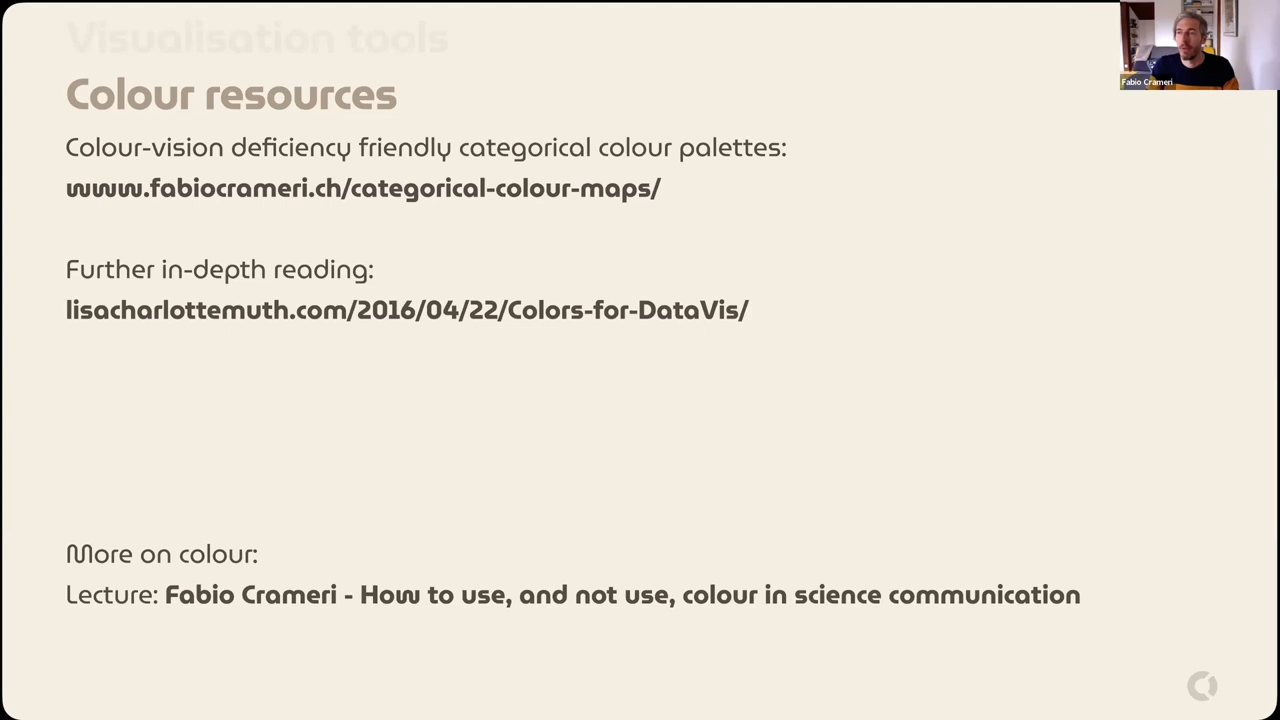 Visualisation tools
Colour resources
Colour-vision deficiency friendly categorical colour palettes:
www.fabiocrameri.ch/categorical-colour-maps/
Further in-depth reading:
lisacharlottemuth.com/2016/04/22/Colors-for-DataVis/
More on colour:
Lecture: Fabio Crameri - How to use, and not use, colour in science communication
Fabio Crameri